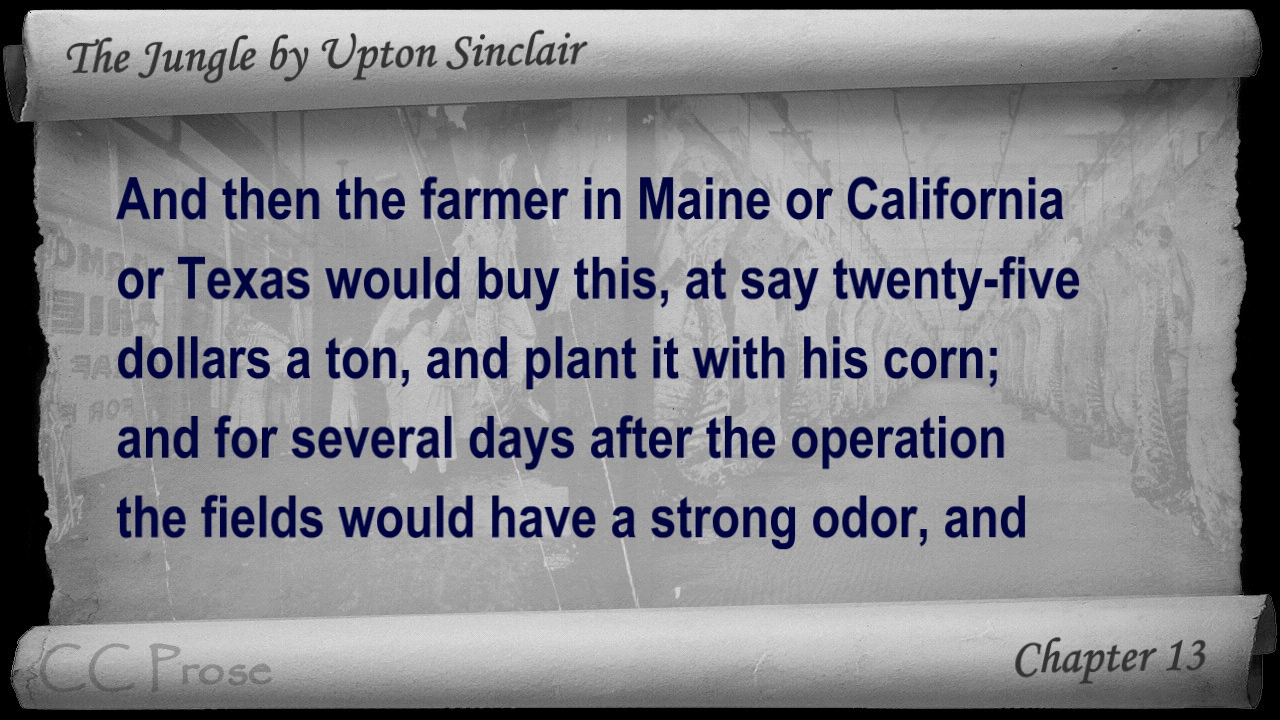 The Jungle by Upton Sinclair
And then the farmer in Maine or California
or Texas would buy this, at say twenty-five
dollars a ton, and plant it with his corn;
and for several days after the operation
the fields would have a strong odor, and
CC Prose
Chapter 13